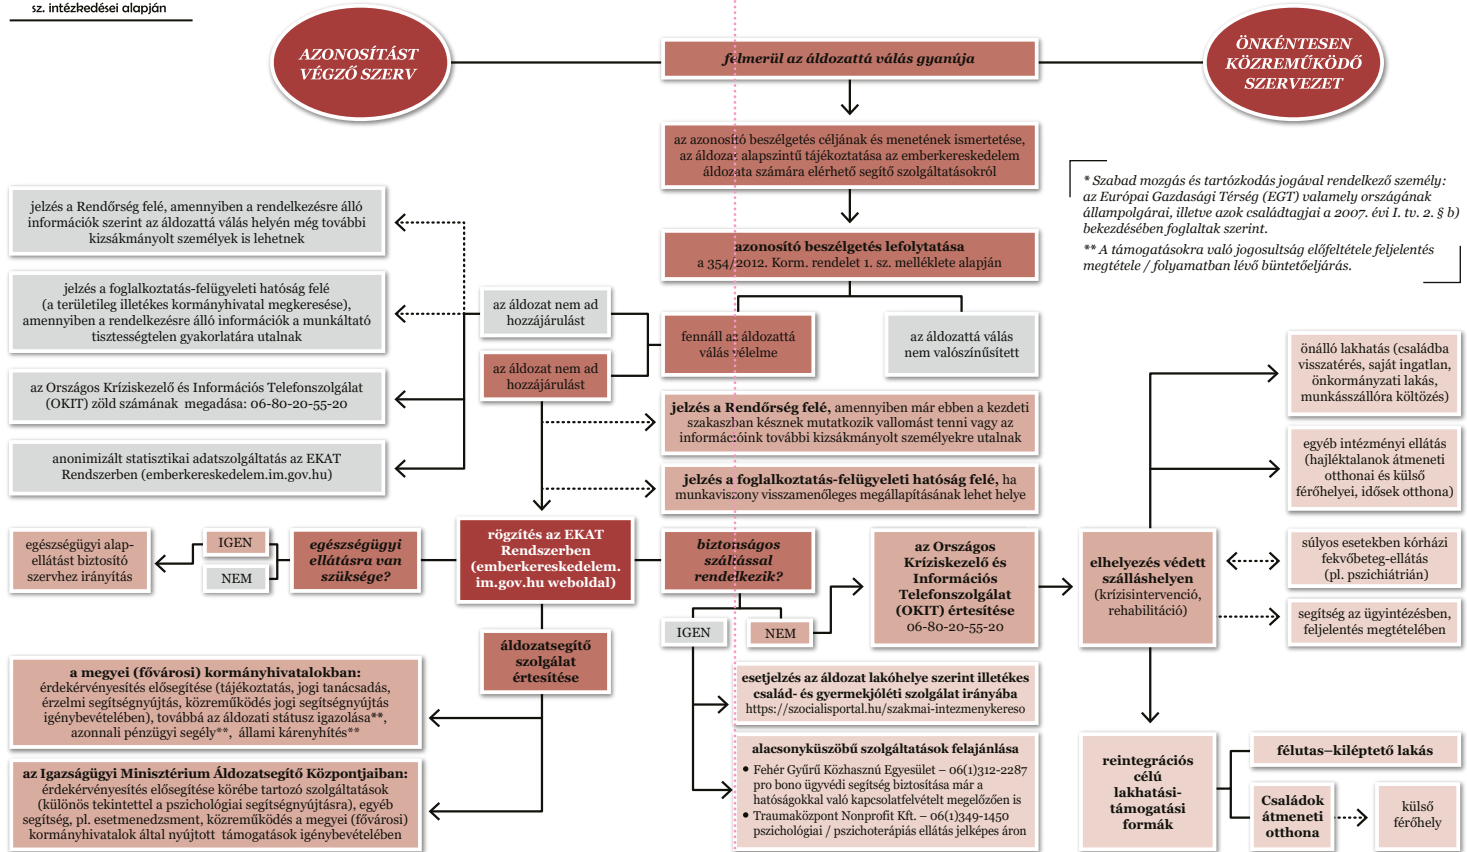 sz. intézkedései alapján
AZONOSÍTÁST
VÉGZŐ SZERV
felmerül az áldozattá válás gyanúja
ÖNKÉNTESEN
KÖZREMŰKÖDŐ
SZERVEZET
az azonosító beszélgetés céljának és menetének ismertetése,
az áldozat alapszintű tájékoztatása az emberkereskedelem
áldozata számára elérhető segítő szolgáltatásokról
* Szabad mozgás és tartózkodás jogával rendelkező személy:
az Európai Gazdasági Térség (EGT) valamely országának
állampolgárai, illetve azok családtagjai a 2007. évi I. tv. 2. § b)
bekezdésében foglaltak szerint.
** A támogatásokra való jogosultság előfeltétele feljelentés
megtétele / folyamatban lévő büntetőeljárás.
jelzés a Rendőrség felé, amennyiben a rendelkezésre álló
információk szerint az áldozattá válás helyén még további
kizsákmányolt személyek is lehetnek
azonosító beszélgetés lefolytatása
a 354/2012. Korm. rendelet 1. sz. melléklete alapján
jelzés a foglalkoztatás-felügyeleti hatóság felé
(a területileg illetékes kormányhivatal megkeresése),
amennyiben a rendelkezésre álló információk a munkáltató
tisztességtelen gyakorlatára utalnak
az áldozat nem ad
hozzájárulást
fennáll az áldozattá
válás vélelme
az áldozattá válás
nem valószínűsített
az áldozat nem ad
hozzájárulást
az Országos Kríziskezelő és Információs Telefonszolgálat
(OKIT) zöld számának megadása: 06-80-20-55-20
jelzés a Rendőrség felé, amennyiben már ebben a kezdeti
szakaszban késznek mutatkozik vallomást tenni vagy az
információink további kizsákmányolt személyekre utalnak
anonimizált statistikai adatszolgáltatás az EKAT
Rendszerben (emberkereskedelem.im.gov.hu)
jelzés a foglalkoztatás-felügyeleti hatóság felé, ha
munkaviszony visszamenőleges megállapításának lehet helye
önálló lakhatás (családba
visszatérés, saját ingatlan,
önkormányzati lakás,
munkásszállóra költözés)
egyéb intézményi ellátás
(hajléktalanok átmeneti
otthonai és külső
férőhelyei, idősek otthona)
egészségügyi alap-
ellátást biztosító
szervhez irányítás
IGEN
NEM
egészségügyi
ellátásra van
szüksége?
rögzítés az EKAT
Rendszerben
(emberkereskedelem.
im.gov.hu weboldal)
biztonságos
szállással
rendelkezik?
IGEN
NEM
az Országos
Kríziskezelő és
Információs
Telefonszolgálat
(OKIT) értesítése
06-80-20-55-20
elhelyezés védett
szálláshelyen
(krízisintervenció,
rehabilitáció)
súlyos esetekben kórházi
fekvőbeteg-ellátás
(pl. pszichiátrián)
segítség az ügyintézésben,
feljelentés megtételében
áldozatsegítő
szolgálat
értesítése
a megyei (fővárosi) kormányhivatalokban:
érdekérvényesítés elősegítése (tájékoztatás, jogi tanácsadás,
érzelmi segítségnyújtás, közreműködés jogi segítségnyújtás
igénybevételében), továbbá az áldozati státusz igazolása**,
azonnali pénzügyi segély**, állami kárenyhítés**
az Igazságügyi Minisztérium Áldozatsegítő Központjaiban:
érdekérvényesítés elősegítése körébe tartozó szolgáltatások
(különös tekintettel a pszichológiai segítségnyújtásra), egyéb
segítség, pl. esetmenedzsment, közreműködés a megyei (fővárosi)
kormányhivatalok által nyújtott támogatások igénybevételében
esetjelzés az áldozat lakóhelye szerint illetékes
család- és gyermekjóléti szolgálat irányába
https://szocialisportal.hu/szakmai-intezmenykereso
alacsonyküszöbű szolgáltatások felajánlása
• Fehér Gyűrű Közhasznú Egyesület – 06(1)312-2287
pro bono ügyvédi segítség biztosítása már a
hatóságokkal való kapcsolatfelvételt megelőzően is
• Traumaközpont Nonprofit Kft. – 06(1)349-1450
pszichológiai / pszichoterápiás ellátás jelképes áron
reintegrációs
célú
lakhatási-
támogatási
formák
félutas–kiléptető lakás
Családok
átmeneti
otthona
külső
férőhely